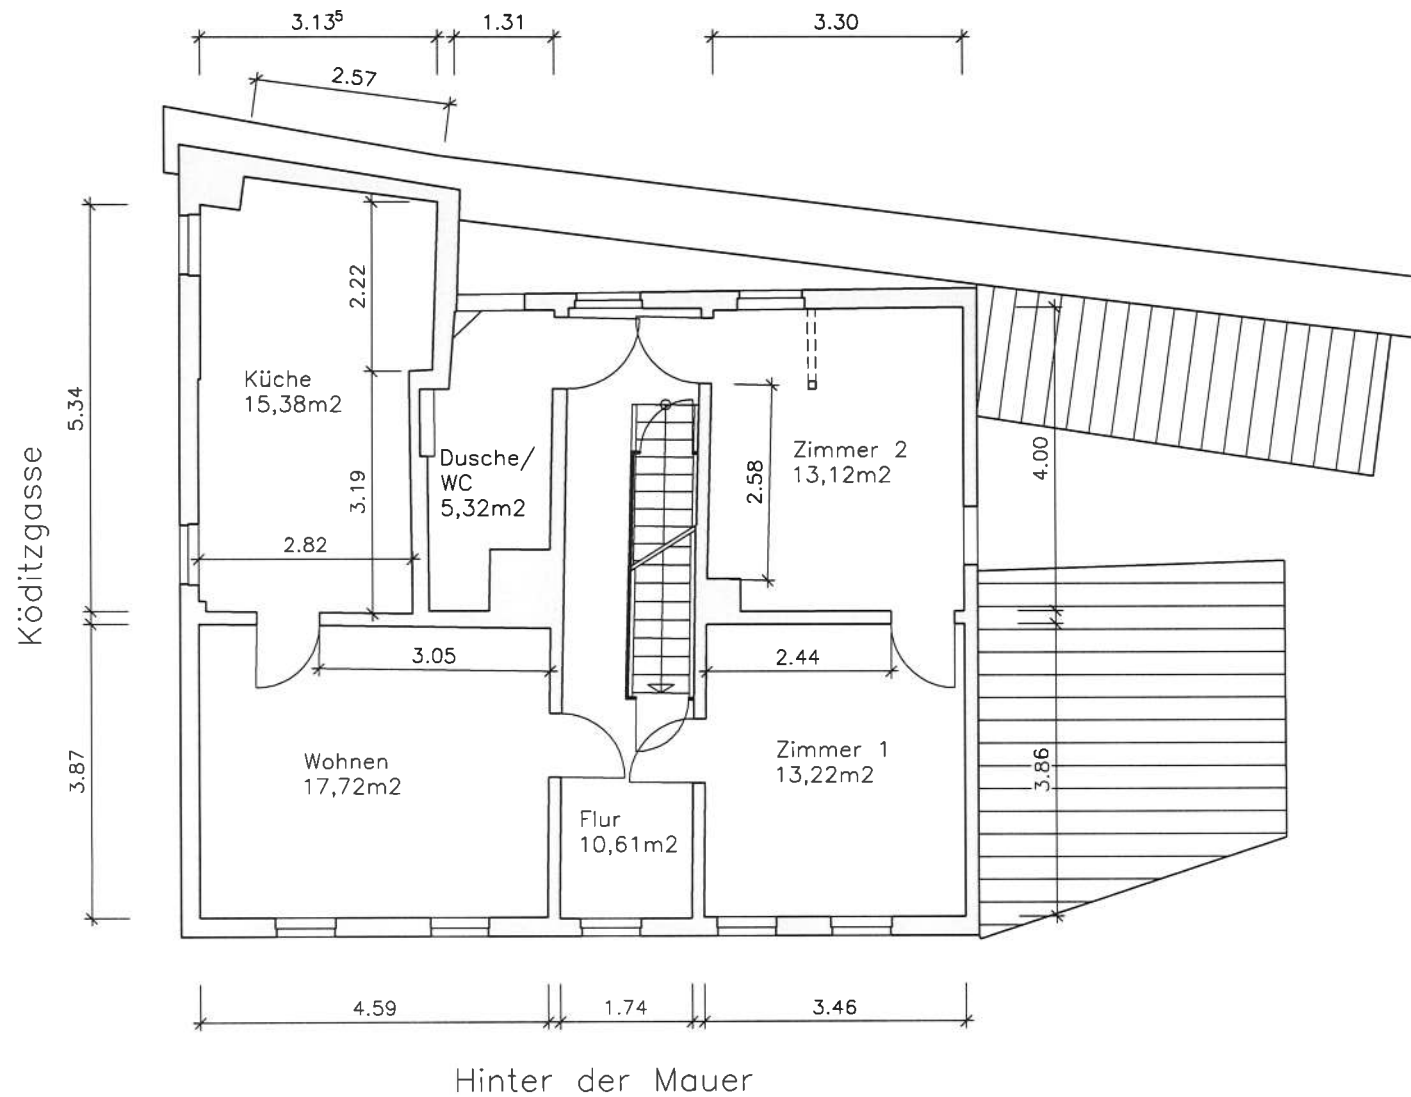 3.13⁵ 1.31 3.30
2.57
2.22
Küche
15,38m2
5.34
Köditzgasse
Dusche/
WC
5,32m2
3.19
2.82
Zimmer 2
13,12m2
2.58
4.00
3.05
2.44
Wohnen
17,72m2
3.87
Zimmer 1
13,22m2
3.86
Flur
10,61m2
4.59 1.74 3.46
Hinter der Mauer